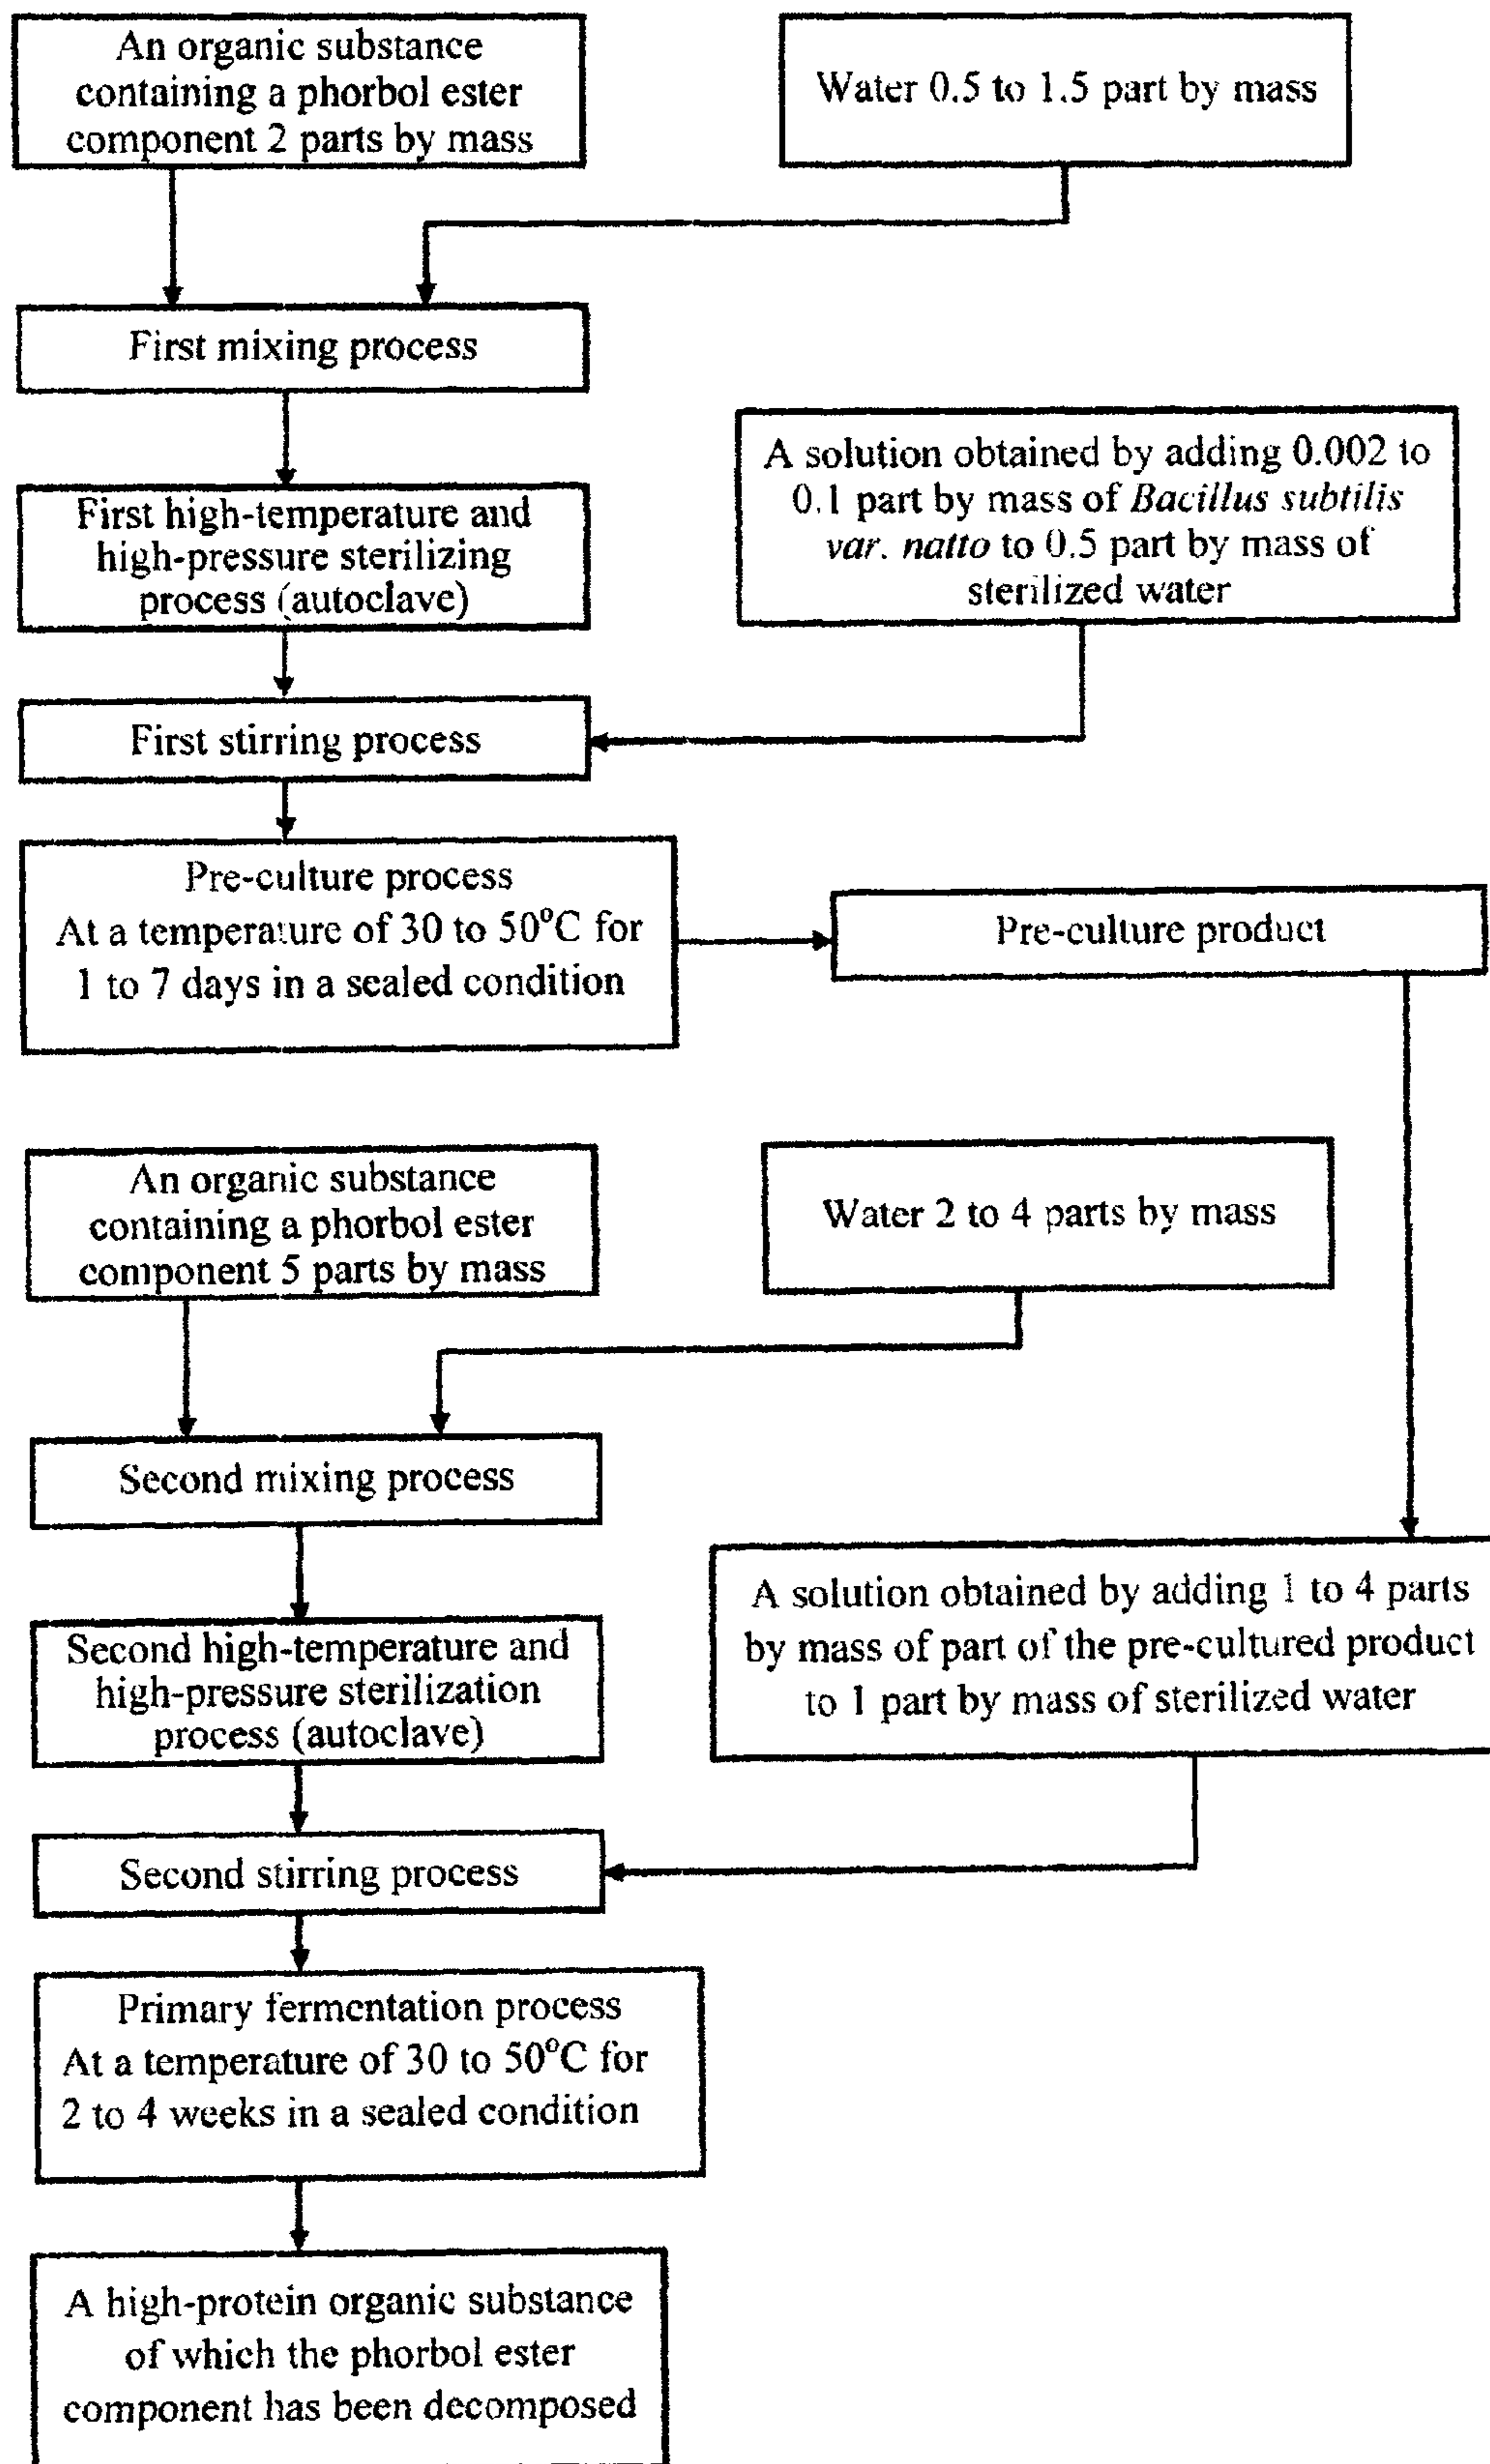 An organic substance
containing a phorbol ester
component 2 parts by mass
Water 0.5 to 1.5 part by mass
First mixing process
First high-temperature and
high-pressure sterilizing
process (autoclave)
A solution obtained by adding 0.002 to
0.1 part by mass of Bacillus subtilis
var. natto to 0.5 part by mass of
sterilized water
First stirring process
Pre-culture process
At a temperature of 30 to 50°C for
1 to 7 days in a sealed condition
Pre-culture product
An organic substance
containing a phorbol ester
component 5 parts by mass
Water 2 to 4 parts by mass
Second mixing process
Second high-temperature and
high-pressure sterilization
process (autoclave)
A solution obtained by adding 1 to 4 parts
by mass of part of the pre-cultured product
to 1 part by mass of sterilized water
Second stirring process
Primary fermentation process
At a temperature of 30 to 50°C for
2 to 4 weeks in a sealed condition
A high-protein organic substance
of which the phorbol ester
component has been decomposed